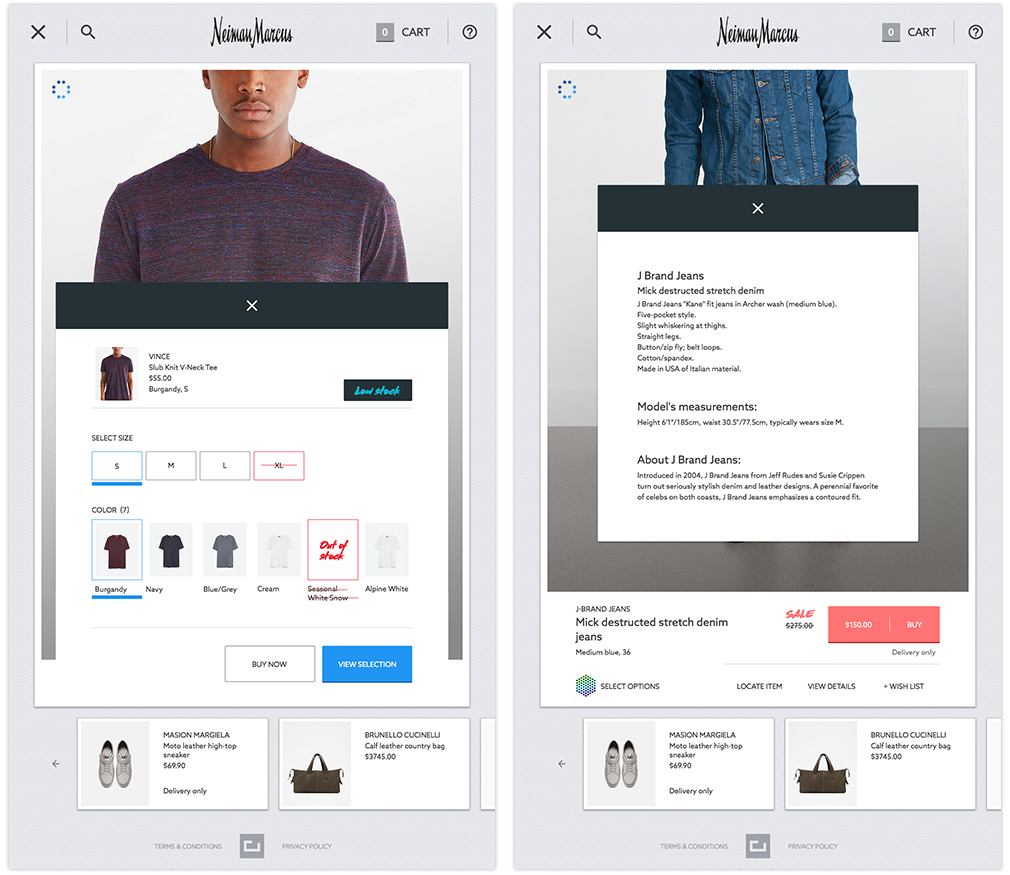 Neiman Marcus
0 CART
VINCE
Slub Knit V-Neck Tee
$55.00
Burgandy, S
Low stock
SELECT SIZE
S M L XL
COLOR (7)
Out of
stock
Burgandy Navy Blue/Grey Cream Seasonal Alpine White
White Snow
BUY NOW VIEW SELECTION
MASION MARGIELA
Moto leather high-top
sneaker
$69.90
Delivery only
BRUNELLO CUCINELLI
Calf leather country bag
$3745.00
TERMS & CONDITIONS PRIVACY POLICY
Neiman Marcus
0 CART
J Brand Jeans
Mick destructed stretch denim
J Brand Jeans "Kane" fit jeans in Archer wash (medium blue).
Five-pocket style.
Slight whiskering at thighs.
Straight legs.
Button/zip fly; belt loops.
Cotton/spandex.
Made in USA of Italian material.
Model's measurements:
Height 6'1"/185cm, waist 30.5"/77.5cm, typically wears size M.
About J Brand Jeans:
Introduced in 2004, J Brand Jeans from Jeff Rudes and Susie Crippen
turn out seriously stylish denim and leather designs. A perennial favorite
of celebs on both coasts, J Brand Jeans emphasizes a contoured fit.
J-BRAND JEANS
Mick destructed stretch denim
jeans
Medium blue, 36
SALE
$275.00
$150.00 BUY
Delivery only
SELECT OPTIONS LOCATE ITEM VIEW DETAILS + WISH LIST
MASION MARGIELA
Moto leather high-top
sneaker
$69.90
Delivery only
BRUNELLO CUCINELLI
Calf leather country bag
$3745.00
TERMS & CONDITIONS PRIVACY POLICY